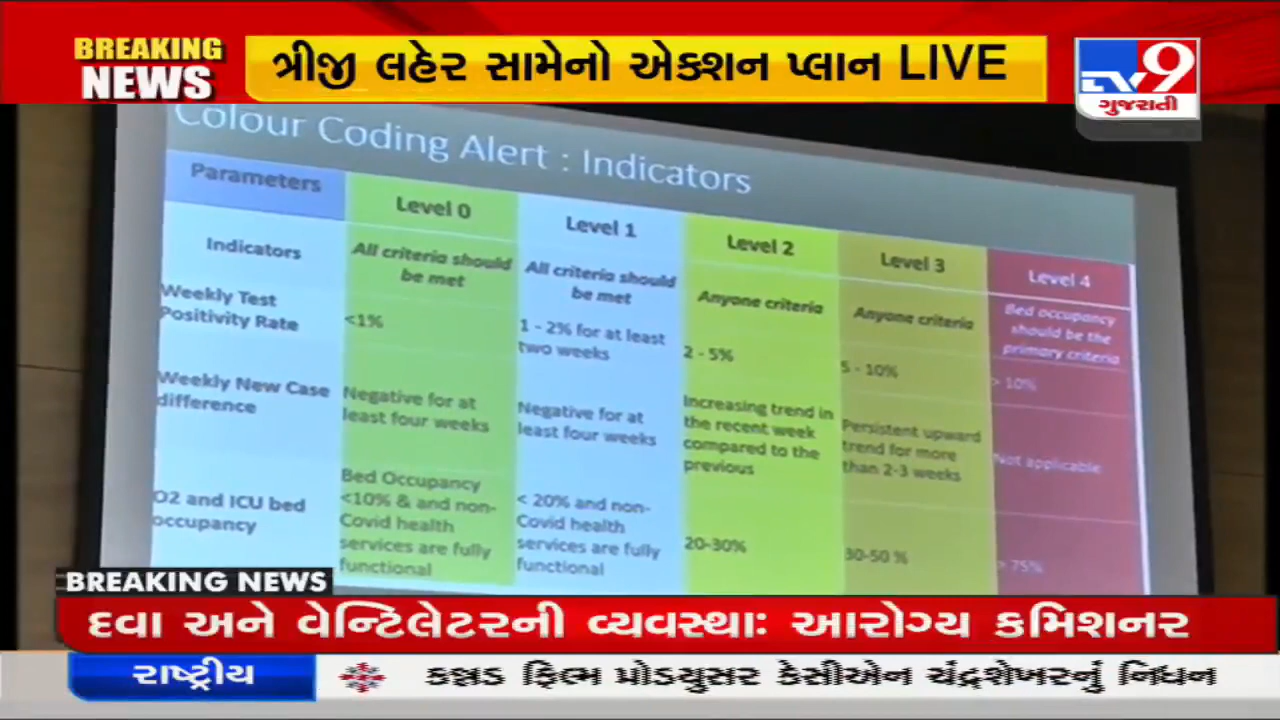 BREAKING
NEWS
ત્રીજી લહેર સામેનો એક્શન પ્લાન LIVE
TV9
ગુજરાતી
Colour Coding Alert : Indicators
Parameters
Level 0
Level 1
Level 2
Level 3
Level 4
Indicators
All criteria should
be met
All criteria should
be met
Anyone criteria
Anyone criteria
Bed occupancy
should be the
primary criteria
Weekly Test
Positivity Rate
<1%
1 - 2% for at least
two weeks
2 - 5%
5 - 10%
> 10%
Weekly New Case
difference
Negative for at
least four weeks
Negative for at
least four weeks
Increasing trend in
the recent week
compared to the
previous
Persistent upward
trend for more
than 2-3 weeks
Not applicable
O2 and ICU bed
occupancy
Bed Occupancy
<10% & and non-
Covid health
services are fully
functional
< 20% and non-
Covid health
services are fully
functional
20-30%
30-50 %
> 75%
BREAKING NEWS
દવા અને વેન્ટિલેટરની વ્યવસ્થાઃ આરોગ્ય કમિશનર
રાષ્ટ્રીય
કન્નડ ફિલ્મ પ્રોડયુસર કેસીએન ચંદ્રશેખરનું નિધન